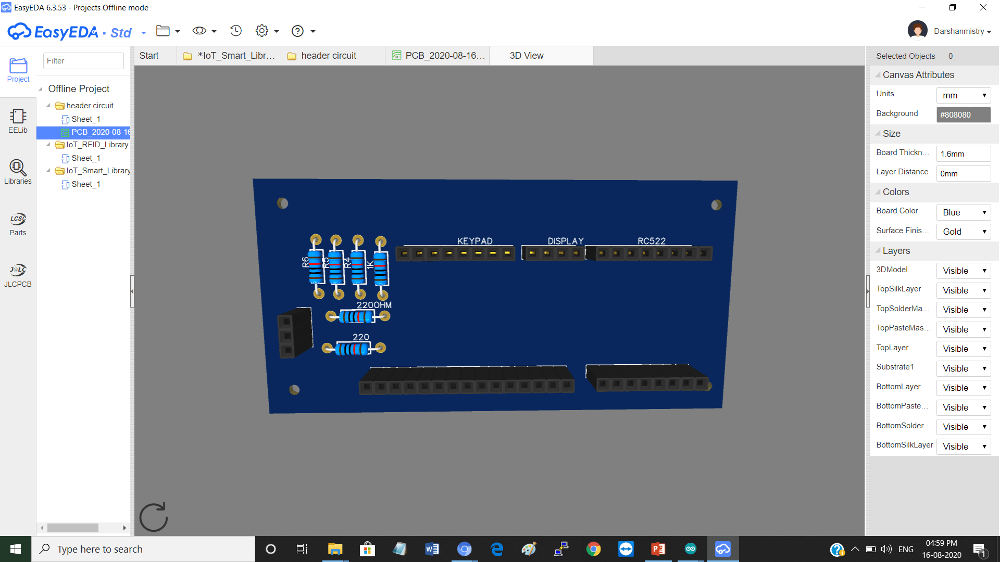 EasyEDA 6.3.53 - Projects Offline mode
EasyEDA · Std
Darshanmistry
Project
EELib
Libraries
LCSC
Parts
J@LC
JLCPCB
Filter
Offline Project
header circuit
Sheet_1
PCB_2020-08-16
IoT_RFID_Library
Sheet_1
IoT_Smart_Library
Sheet_1
Start
*IoT_Smart_Libr...
header circuit
PCB_2020-08-16...
3D View
KEYPAD
DISPLAY
RC522
R6
R5
R4
1K
220OHM
220
Selected Objects 0
Canvas Attributes
Units mm
Background #808080
Size
Board Thickn... 1.6mm
Layer Distance 0mm
Colors
Board Color Blue
Surface Finis... Gold
Layers
3DModel Visible
TopSilkLayer Visible
TopSolderMa... Visible
TopPasteMas... Visible
TopLayer Visible
Substrate1 Visible
BottomLayer Visible
BottomPaste... Visible
BottomSolder... Visible
BottomSilkLayer Visible
Type here to search
ENG
04:59 PM
16-08-2020
1